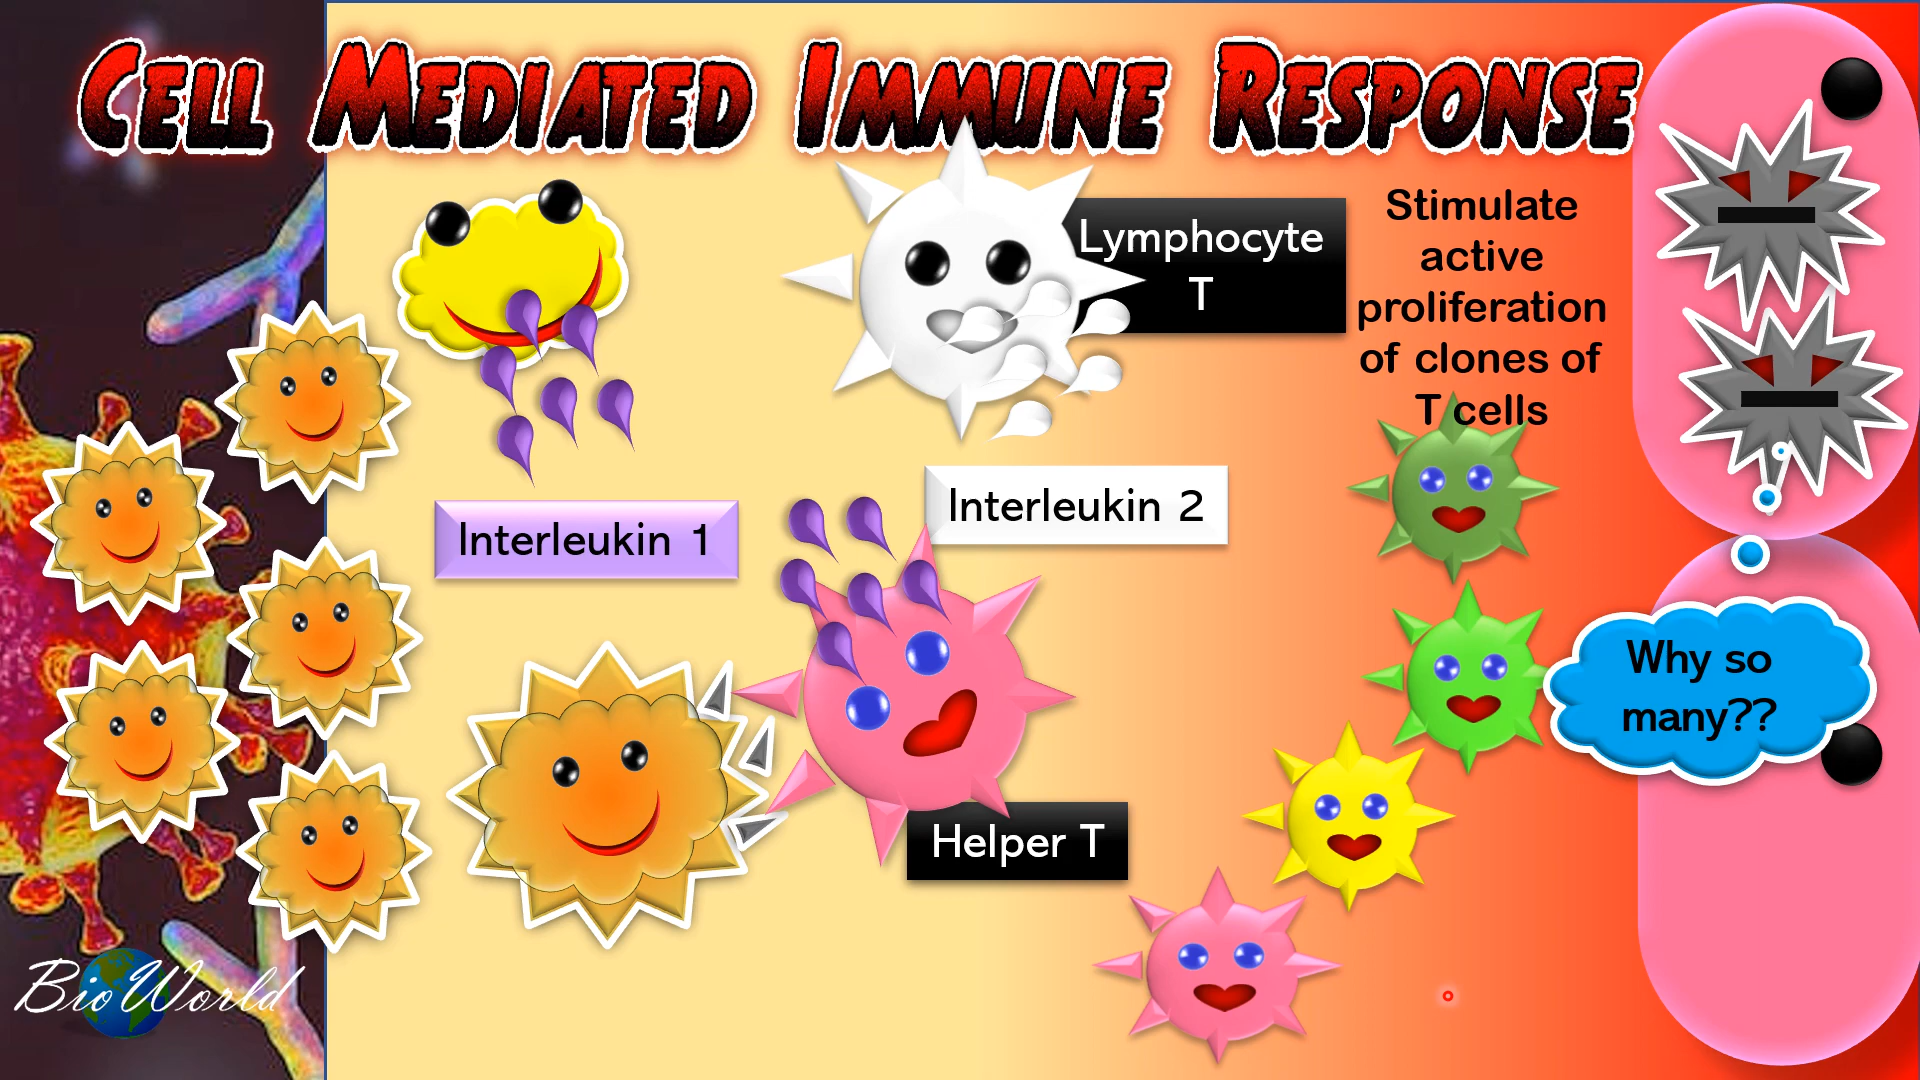 Cell Mediated Immune Response
Lymphocyte
T
Stimulate
active
proliferation
of clones of
T cells
Interleukin 2
Interleukin 1
Why so
many??
Helper T
BioWorld